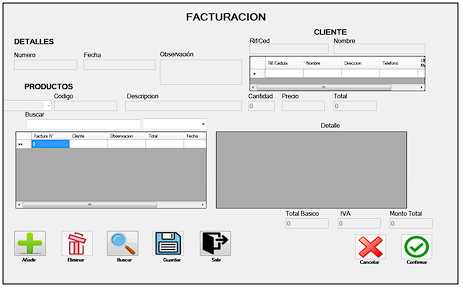 FACTURACION
DETALLES
CLIENTE
Rif/Ced Nombre
Numero Fecha Observación
Rif/Cedula Nombre Direccion Telefono
PRODUCTOS
Codigo Descripcion Cantidad Precio Total
0 0 0
Buscar
Detalle
Factura N° Cliente Observacion Total Fecha
Total Basico IVA Monto Total
0 0 0
Añadir Eliminar Buscar Guardar Salir Cancelar Confirmar